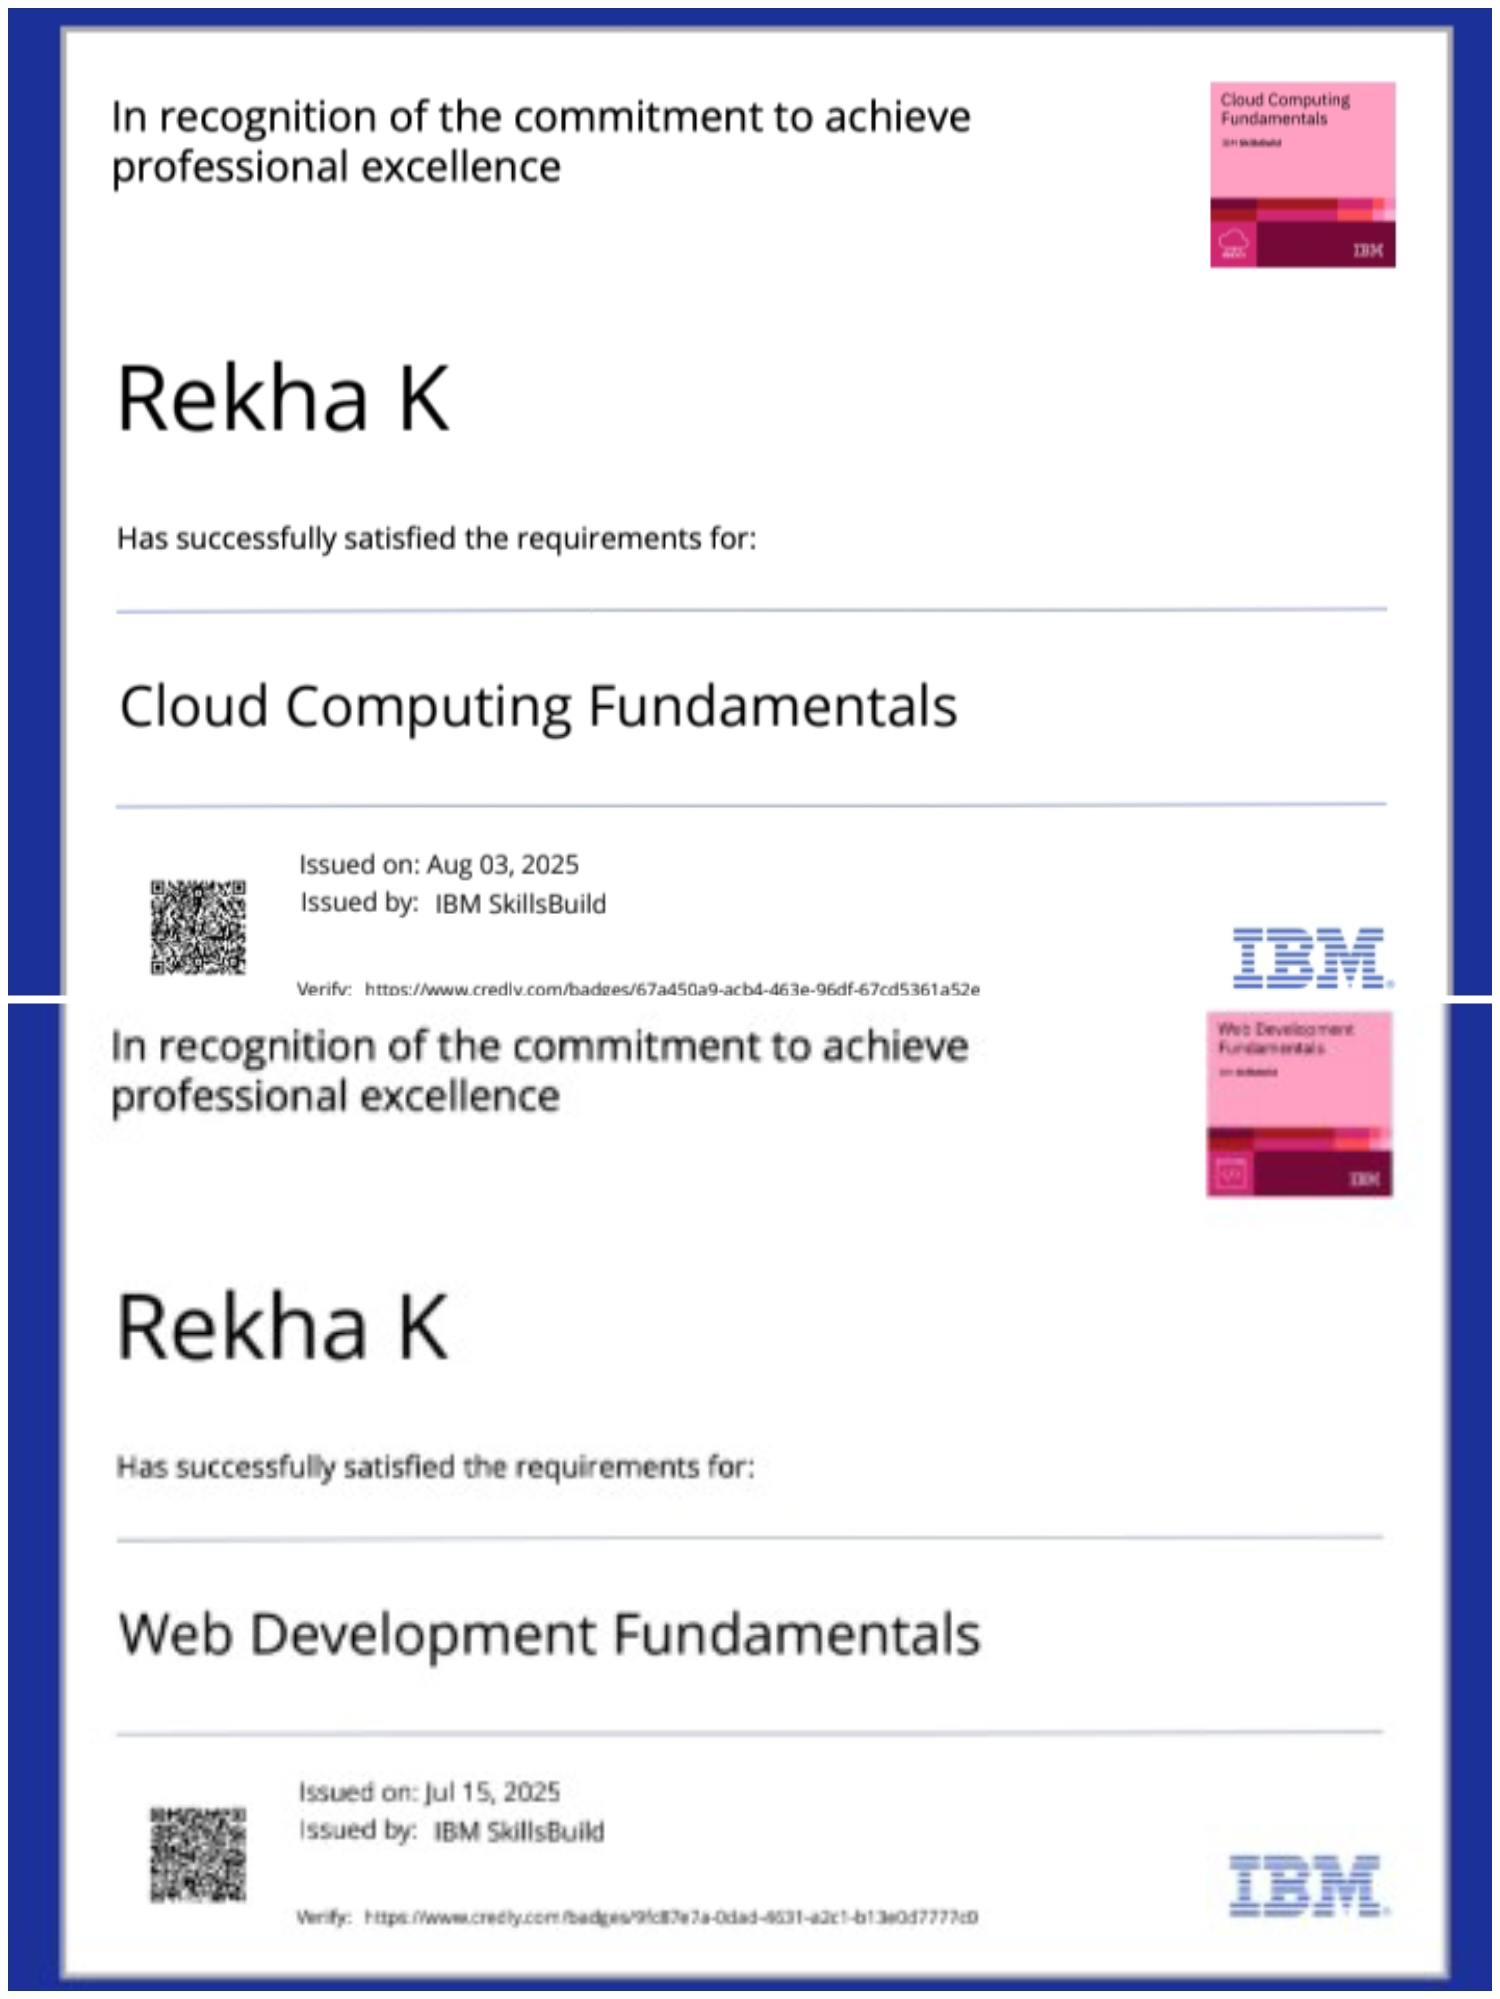 In recognition of the commitment to achieve
professional excellence
Cloud Computing
Fundamentals
IBM SkillsBuild
IBM
Rekha K
Has successfully satisfied the requirements for:
Cloud Computing Fundamentals
Issued on: Aug 03, 2025
Issued by: IBM SkillsBuild
IBM
Verify: https://www.credly.com/badges/67a450a9-acb4-463e-96df-67cd5361a52e
In recognition of the commitment to achieve
professional excellence
Web Development
Fundamentals
IBM SkillsBuild
IBM
Rekha K
Has successfully satisfied the requirements for:
Web Development Fundamentals
Issued on: Jul 15, 2025
Issued by: IBM SkillsBuild
IBM
Verify: https://www.credly.com/badges/9fc87e7a-0dad-4631-a2c1-b13e0d7777c0